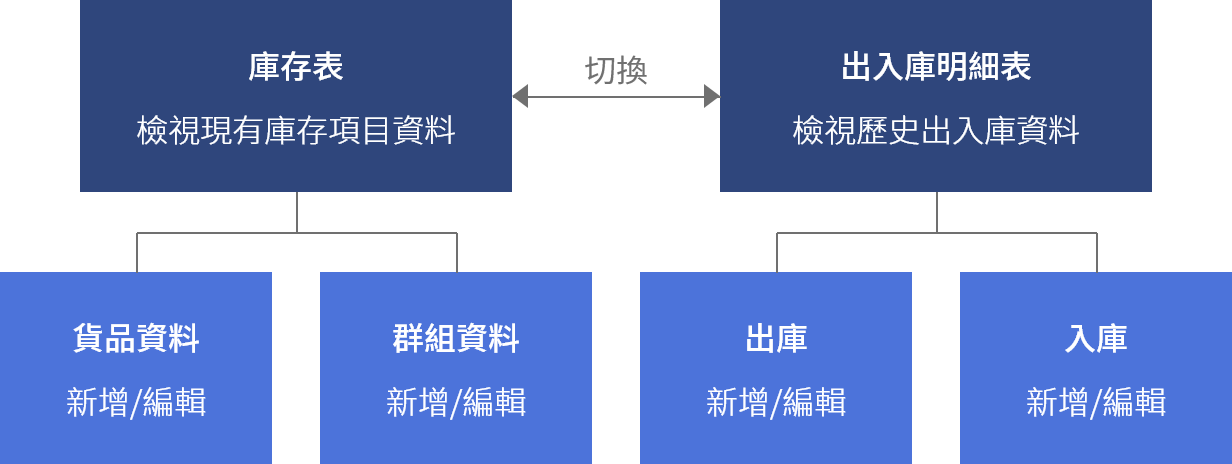 庫存表
檢視現有庫存項目資料
切換
出入庫明細表
檢視歷史出入庫資料
貨品資料
新增/編輯
群組資料
新增/編輯
出庫
新增/編輯
入庫
新增/編輯